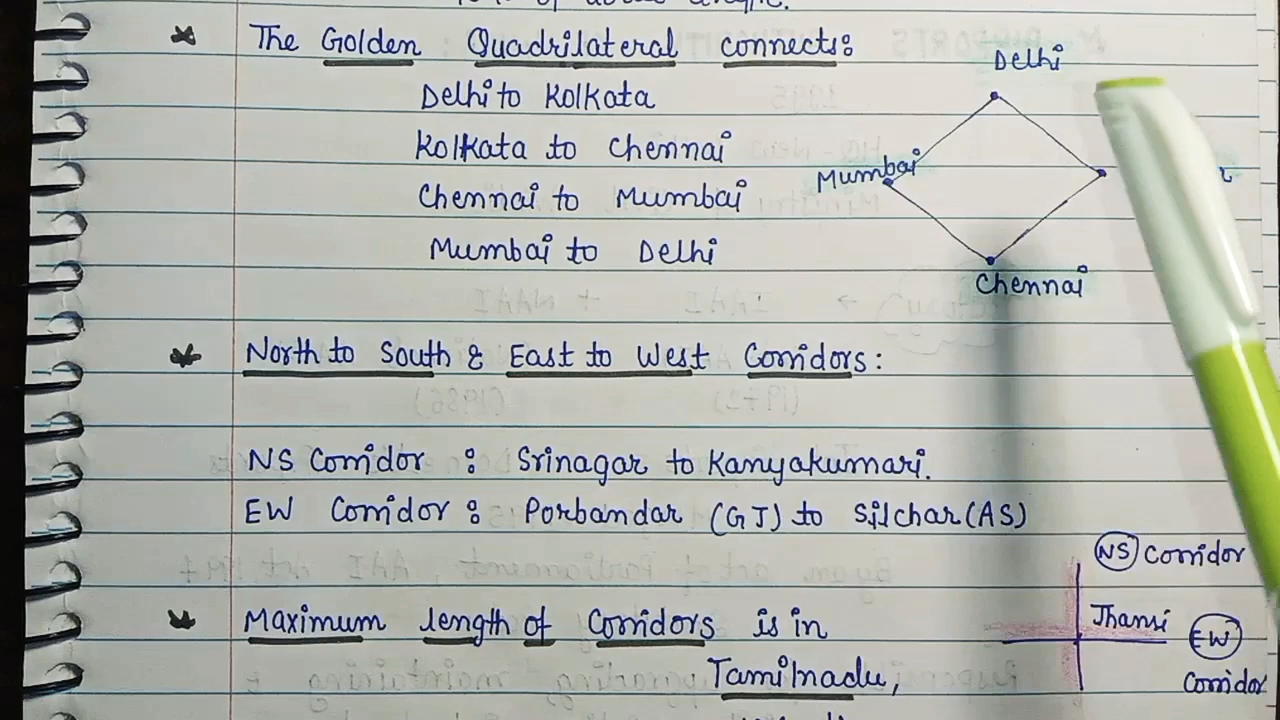 The Golden Quadrilateral connects:
Delhi
Delhi to Kolkata
Kolkata to Chennai
Mumbai
Chennai to Mumbai
Mumbai to Delhi
Chennai
North to South & East to West Corridors:
NS Corridor : Srinagar to Kanyakumari.
EW Corridor : Porbandar (GJ) to Silchar (AS)
NS Corridor
Maximum length of Corridors is in
Jhansi
EW
Corridor
Tamilnadu,